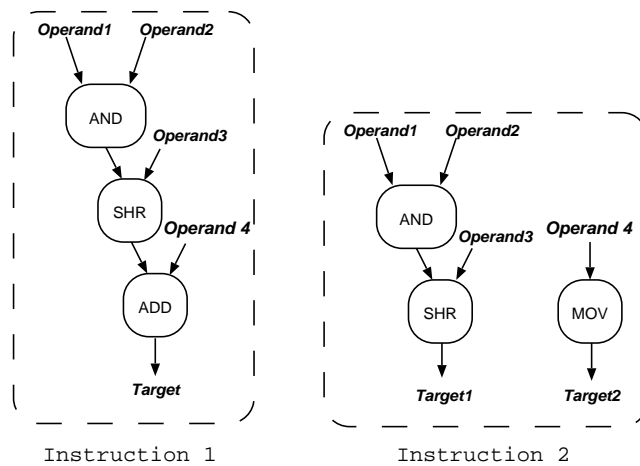 Operand1 Operand2
AND
Operand3
SHR
Operand 4
ADD
Target
Instruction 1
Operand1 Operand2
AND
Operand3 Operand 4
SHR MOV
Target1 Target2
Instruction 2